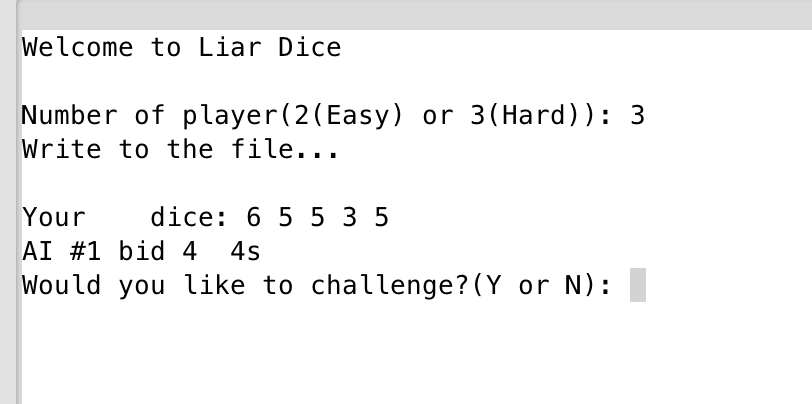 Welcome to Liar Dice
Number of player(2(Easy) or 3(Hard)): 3
Write to the file...
Your    dice: 6 5 5 3 5
AI #1 bid 4  4s
Would you like to challenge?(Y or N):